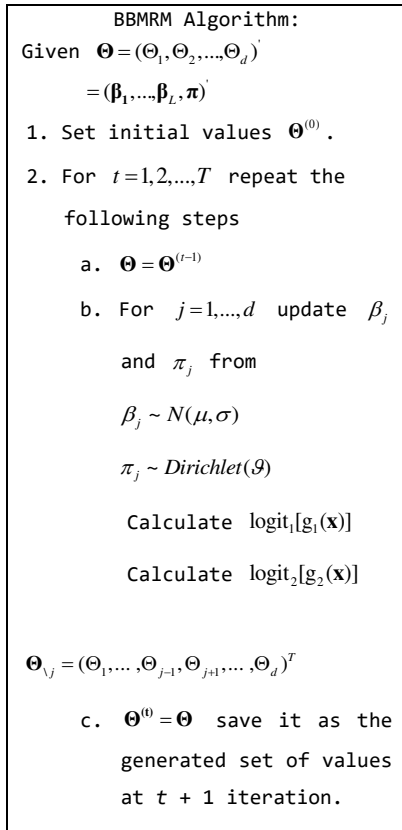 BBMRM Algorithm:
Given Θ = (Θ₁,Θ₂,...,Θ_d)'
= (β₁,...,β_L,π)'
1. Set initial values Θ⁽⁰⁾.
2. For t=1,2,...,T repeat the
following steps
a. Θ = Θ⁽ᵗ⁻¹⁾
b. For j=1,...,d update β_j
and π_j from
β_j ~ N(μ,σ)
π_j ~ Dirichlet(ϑ)
Calculate logit₁[g₁(x)]
Calculate logit₂[g₂(x)]
Θ_\j = (Θ₁,... ,Θ_j-1,Θ_j+1,... ,Θ_d)ᵀ
c. Θ⁽ᵗ⁾ = Θ save it as the
generated set of values
at t + 1 iteration.